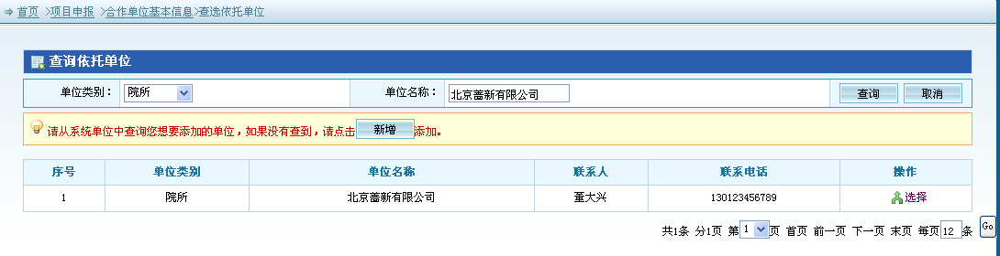 首页 >项目申报 >合作单位基本信息>查选依托单位
查询依托单位
单位类别： 院所 单位名称： 北京蔷新有限公司 查询 取消
请从系统单位中查询您想要添加的单位，如果没有查到，请点击 新增 添加。
序号 单位类别 单位名称 联系人 联系电话 操作
1 院所 北京蔷新有限公司 董大兴 130123456789 选择
共1条 分1页 第 1 页 首页 前一页 下一页 末页 每页 12 条 Go